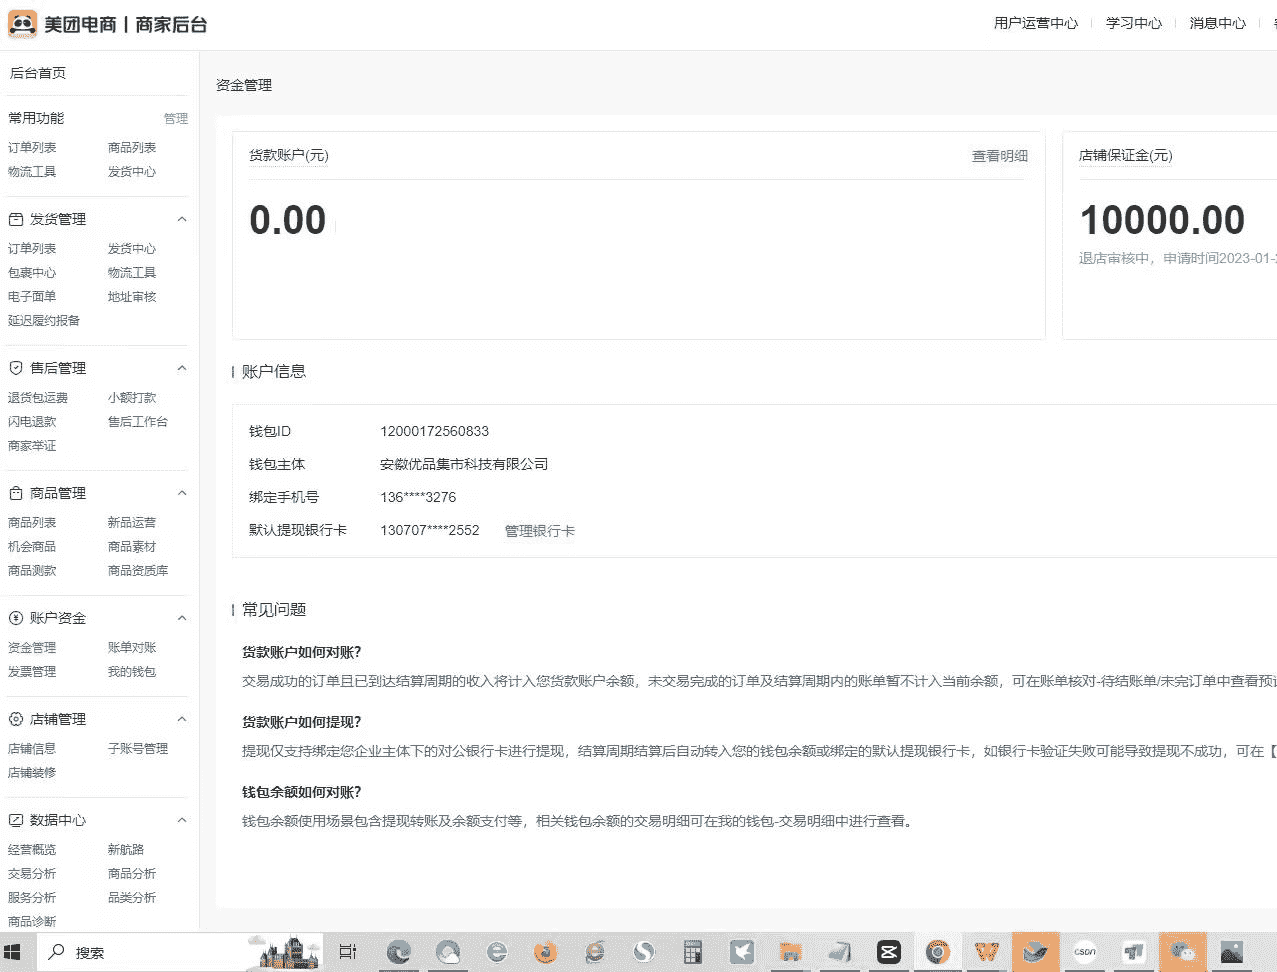 美团电商 | 商家后台
用户运营中心 学习中心 消息中心
后台首页
资金管理
常用功能 管理
订单列表 商品列表
物流工具 发货中心
发货管理
订单列表 发货中心
包裹中心 物流工具
电子面单 地址审核
延迟履约报备
售后管理
退货包运费 小额打款
闪电退款 售后工作台
商家举证
商品管理
商品列表 新品运营
机会商品 商品素材
商品测款 商品资质库
账户资金
资金管理 账单对账
发票管理 我的钱包
店铺管理
店铺信息 子账号管理
店铺装修
数据中心
经营概览 新航路
交易分析 商品分析
服务分析 品类分析
商品诊断
货款账户(元) 查看明细
0.00
店铺保证金(元)
10000.00
退店审核中，申请时间2023-01-
账户信息
钱包ID 12000172560833
钱包主体 安徽优品集市科技有限公司
绑定手机号 136****3276
默认提现银行卡 130707****2552 管理银行卡
常见问题
货款账户如何对账?
交易成功的订单且已到达结算周期的收入将计入您货款账户余额，未交易完成的订单及结算周期内的账单暂不计入当前余额，可在账单核对-待结账单/未完订单中查看预
货款账户如何提现?
提现仅支持绑定您企业主体下的对公银行卡进行提现，结算周期结算后自动转入您的钱包余额或绑定的默认提现银行卡，如银行卡验证失败可能导致提现不成功，可在【
钱包余额如何对账?
钱包余额使用场景包含提现转账及余额支付等，相关钱包余额的交易明细可在我的钱包-交易明细中进行查看。
搜索
CSDN